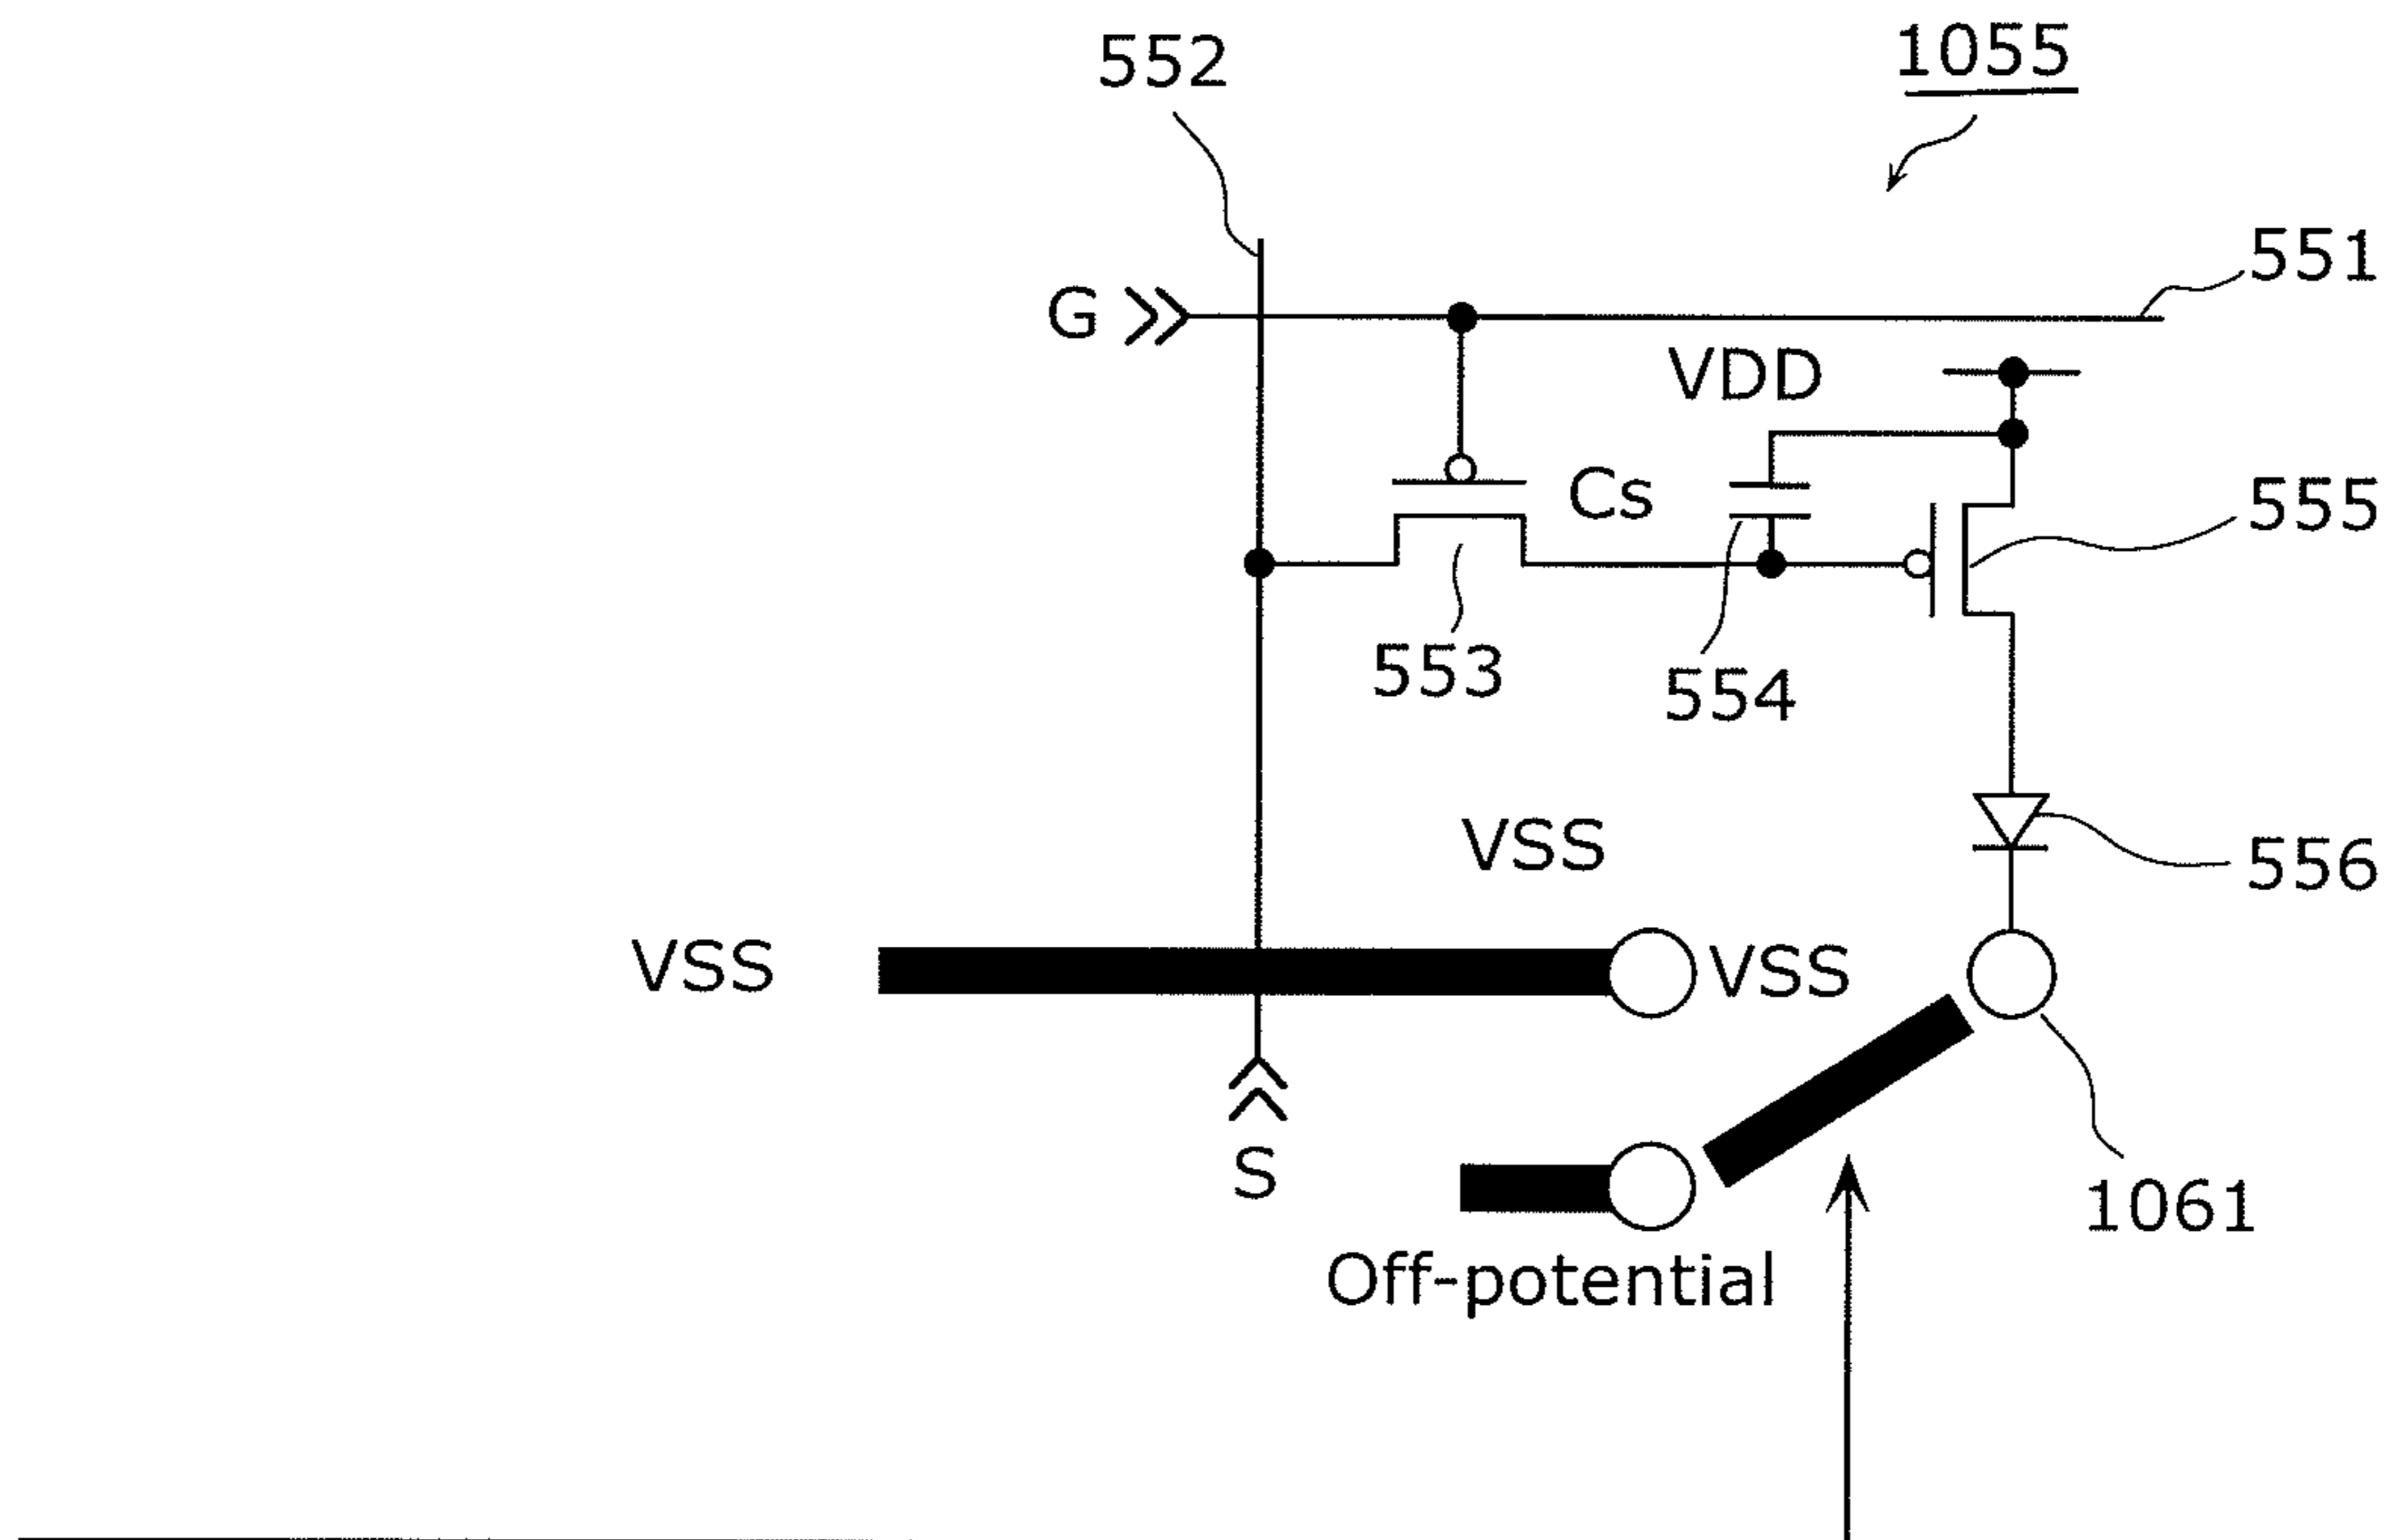 1055
552
551
G
VDD
Cs
555
553
554
VSS
556
VSS
VSS
S
1061
Off-potential